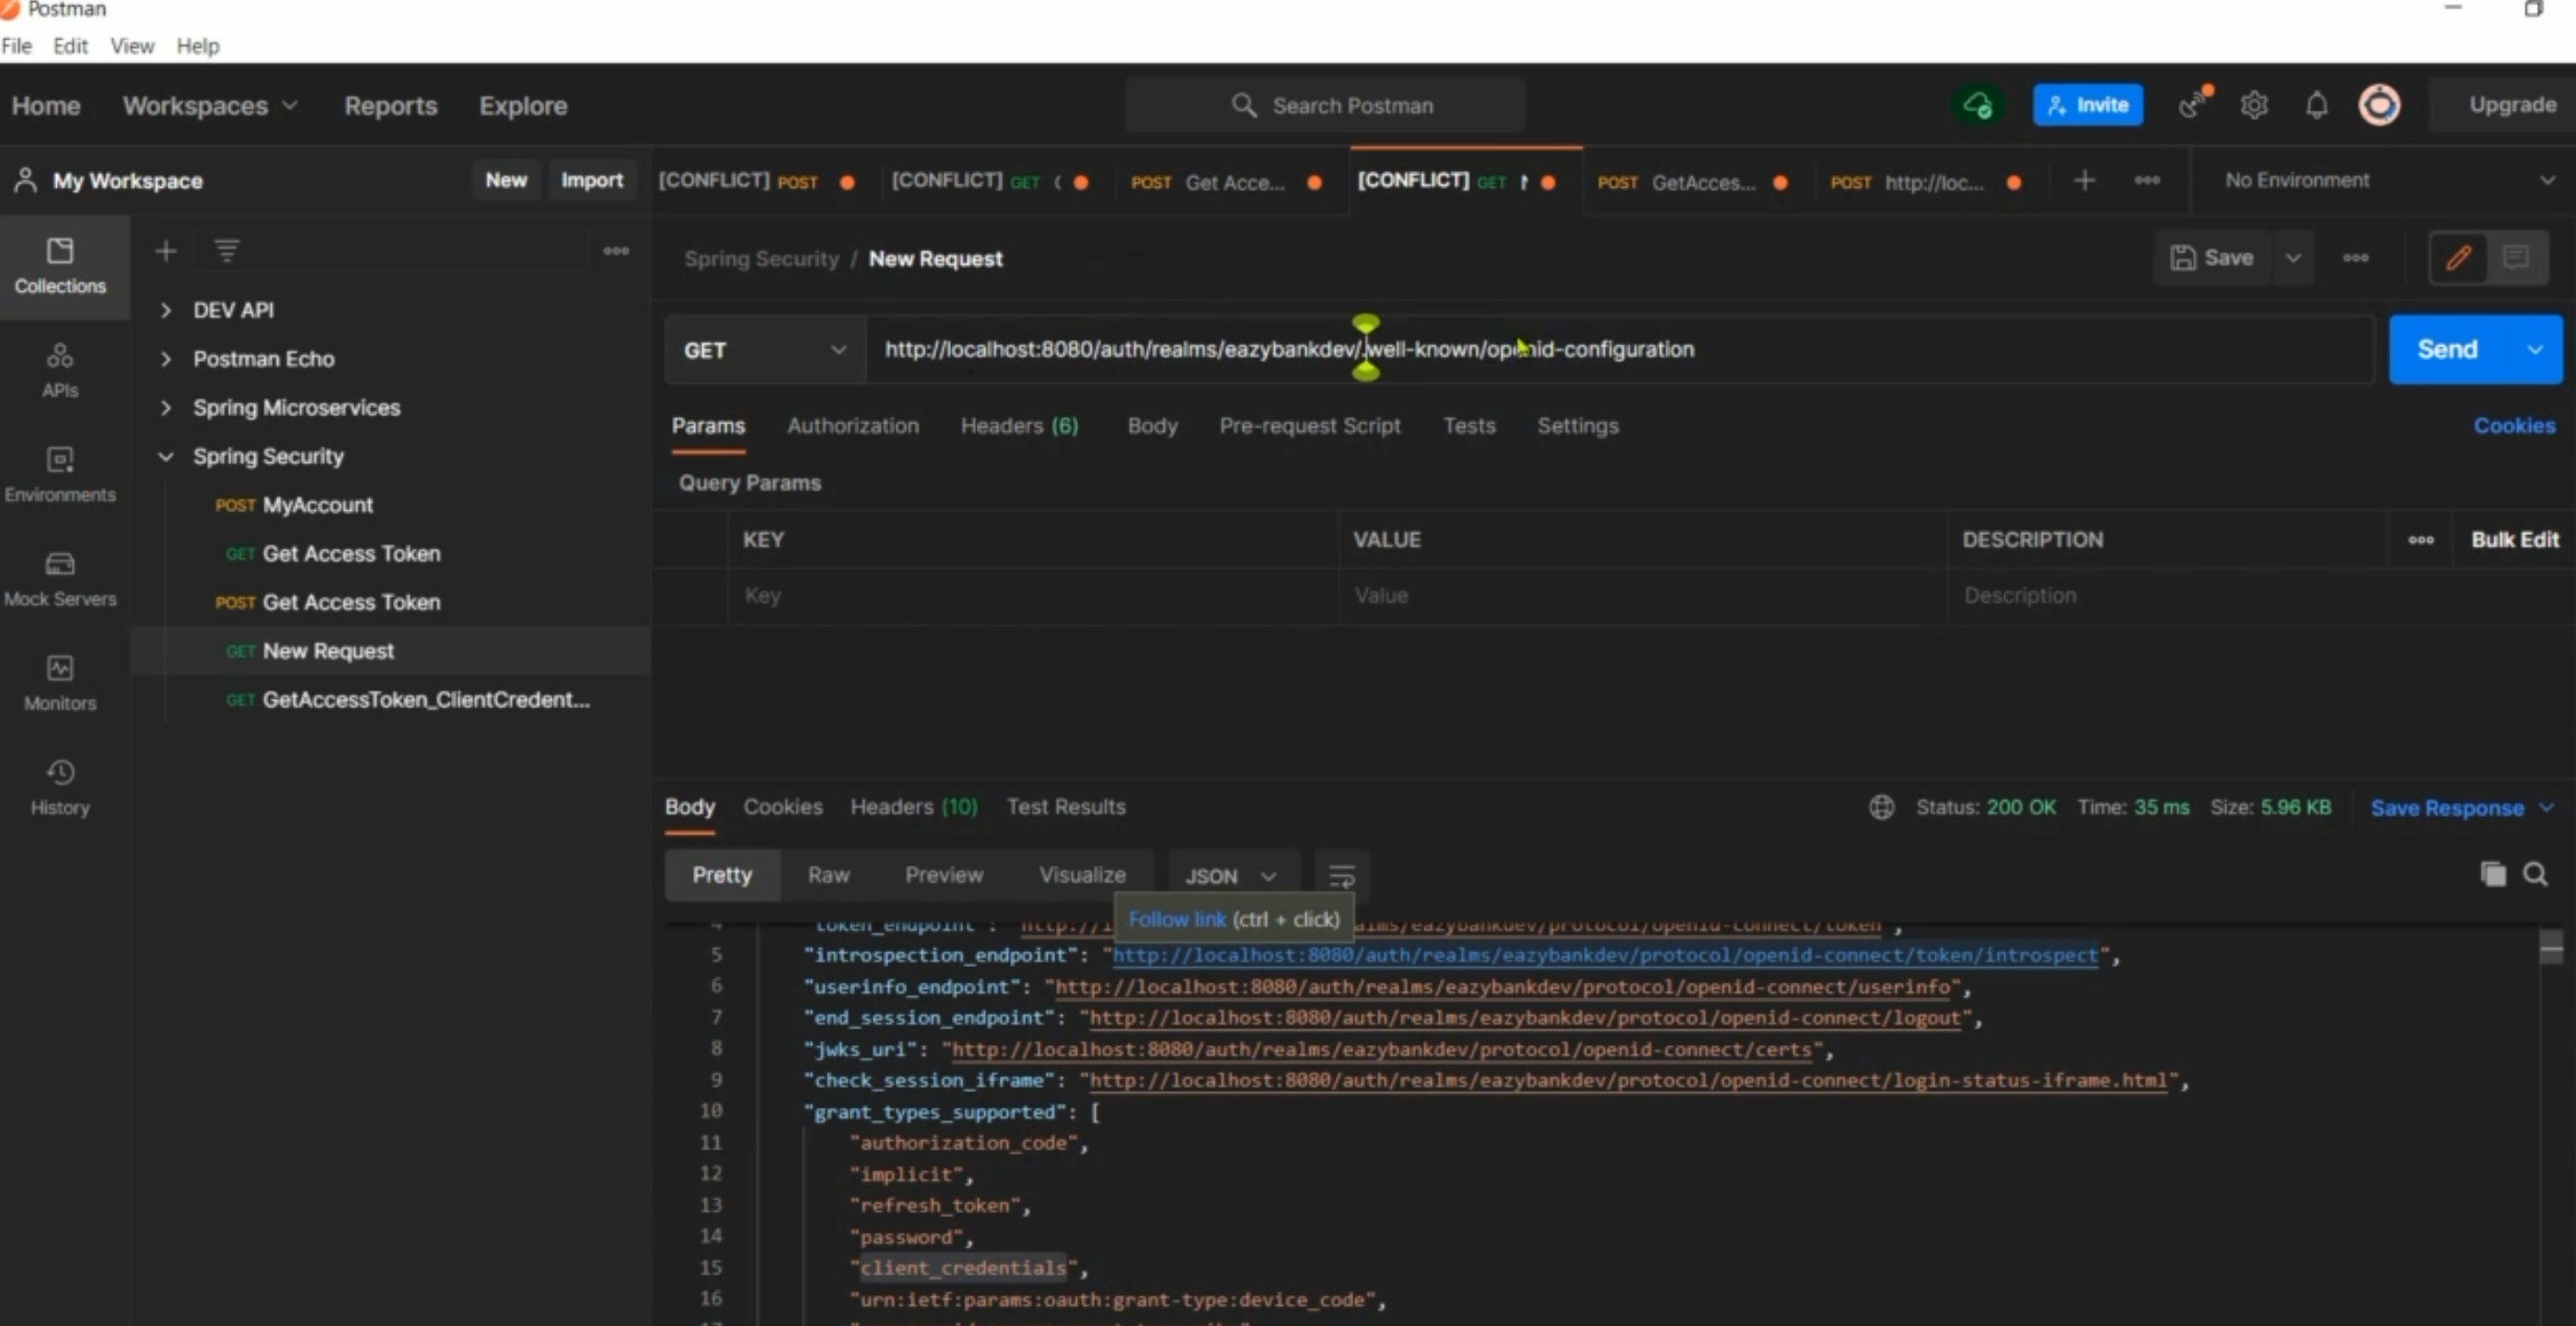 Postman
File Edit View Help
Home Workspaces Reports Explore Search Postman Invite Upgrade
My Workspace New Import [CONFLICT] POST [CONFLICT] GET POST Get Acce... [CONFLICT] GET POST GetAcces... POST http://loc... No Environment
Collections
APIs
Environments
Mock Servers
Monitors
History
DEV API
Postman Echo
Spring Microservices
Spring Security
POST MyAccount
GET Get Access Token
POST Get Access Token
GET New Request
GET GetAccessToken_ClientCredent...
Spring Security / New Request Save
GET http://localhost:8080/auth/realms/eazybankdev/.well-known/openid-configuration Send
Params Authorization Headers (6) Body Pre-request Script Tests Settings Cookies
Query Params
KEY VALUE DESCRIPTION Bulk Edit
Key Value Description
Body Cookies Headers (10) Test Results Status: 200 OK Time: 35 ms Size: 5.96 KB Save Response
Pretty Raw Preview Visualize JSON
Follow link (ctrl + click)
5 "introspection_endpoint": "http://localhost:8080/auth/realms/eazybankdev/protocol/openid-connect/token/introspect",
6 "userinfo_endpoint": "http://localhost:8080/auth/realms/eazybankdev/protocol/openid-connect/userinfo",
7 "end_session_endpoint": "http://localhost:8080/auth/realms/eazybankdev/protocol/openid-connect/logout",
8 "jwks_uri": "http://localhost:8080/auth/realms/eazybankdev/protocol/openid-connect/certs",
9 "check_session_iframe": "http://localhost:8080/auth/realms/eazybankdev/protocol/openid-connect/login-status-iframe.html",
10 "grant_types_supported": [
11 "authorization_code",
12 "implicit",
13 "refresh_token",
14 "password",
15 "client_credentials",
16 "urn:ietf:params:oauth:grant-type:device_code",